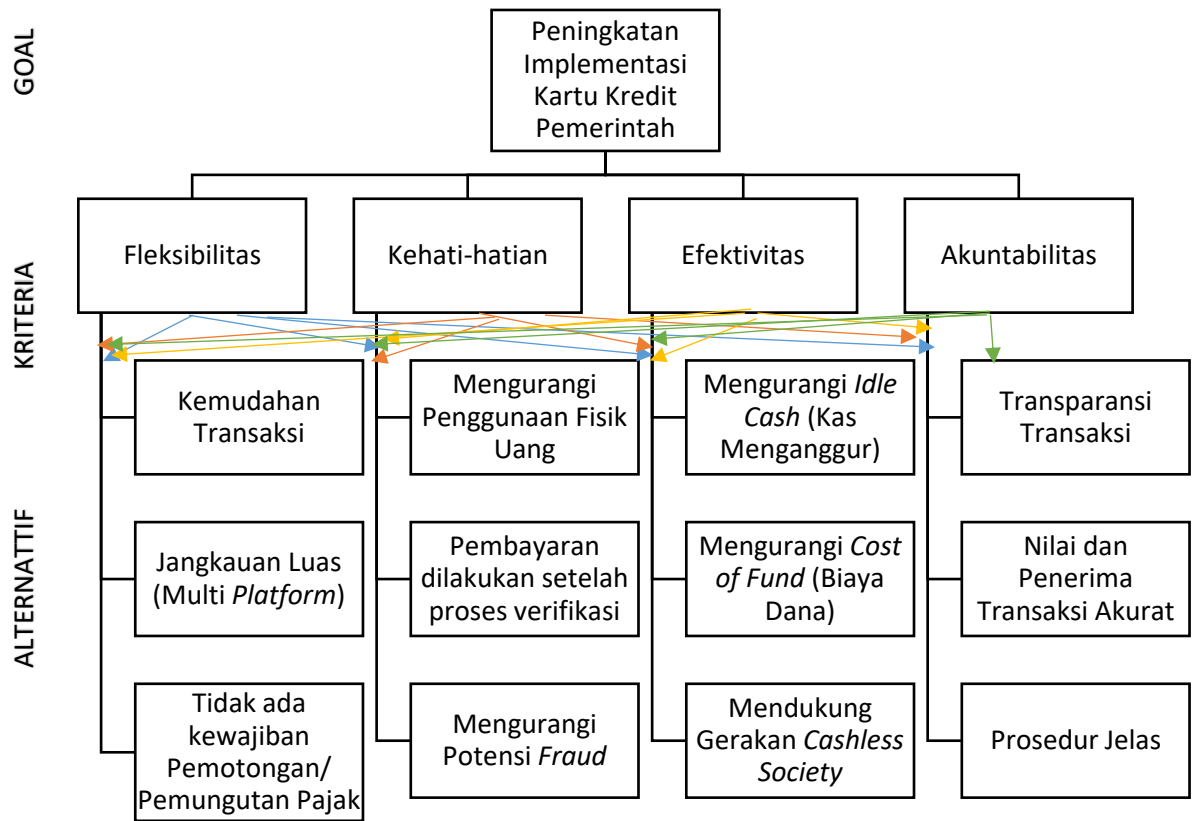 GOAL
Peningkatan
Implementasi
Kartu Kredit
Pemerintah
KRITERIA
Fleksibilitas
Kehati-hatian
Efektivitas
Akuntabilitas
ALTERNATTIF
Kemudahan
Transaksi
Mengurangi
Penggunaan Fisik
Uang
Mengurangi Idle
Cash (Kas
Menganggur)
Transparansi
Transaksi
Jangkauan Luas
(Multi Platform)
Pembayaran
dilakukan setelah
proses verifikasi
Mengurangi Cost
of Fund (Biaya
Dana)
Nilai dan
Penerima
Transaksi Akurat
Tidak ada
kewajiban
Pemotongan/
Pemungutan Pajak
Mengurangi
Potensi Fraud
Mendukung
Gerakan Cashless
Society
Prosedur Jelas